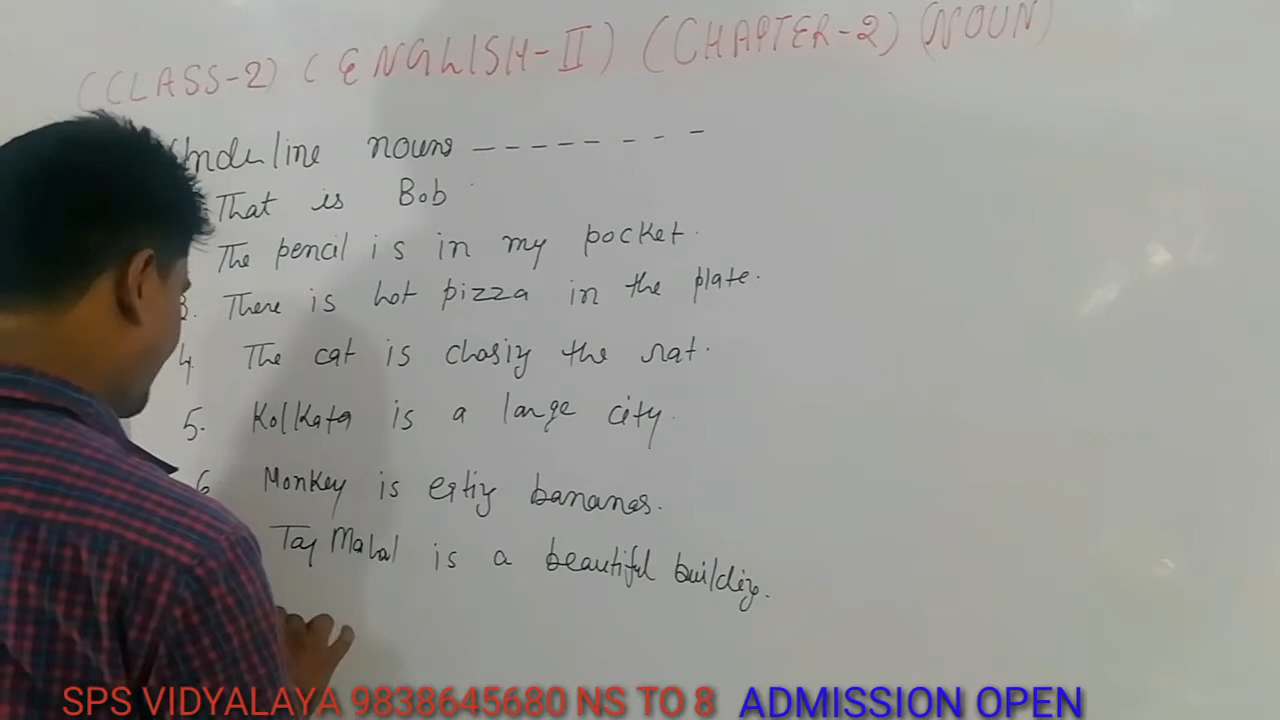 (CLASS-2) (ENGLISH-II) (CHAPTER-2) (NOUN)
Underline nouns --------
That is Bob
The pencil is in my pocket.
3. There is hot pizza in the plate.
4. The cat is chasing the rat.
5. Kolkata is a large city.
6 Monkey is eating bananas.
Taj Mahal is a beautiful building.
SPS VIDYALAYA 9838645680 NS TO 8 ADMISSION OPEN